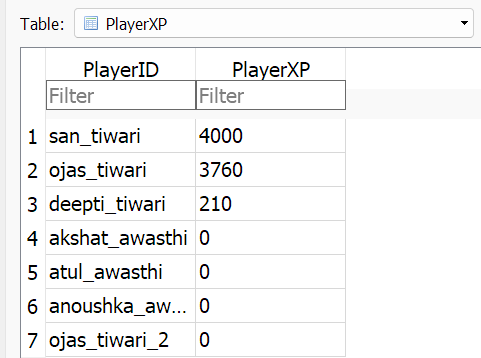 Table: PlayerXP
PlayerID PlayerXP
Filter Filter
1 san_tiwari 4000
2 ojas_tiwari 3760
3 deepti_tiwari 210
4 akshat_awasthi 0
5 atul_awasthi 0
6 anoushka_aw... 0
7 ojas_tiwari_2 0